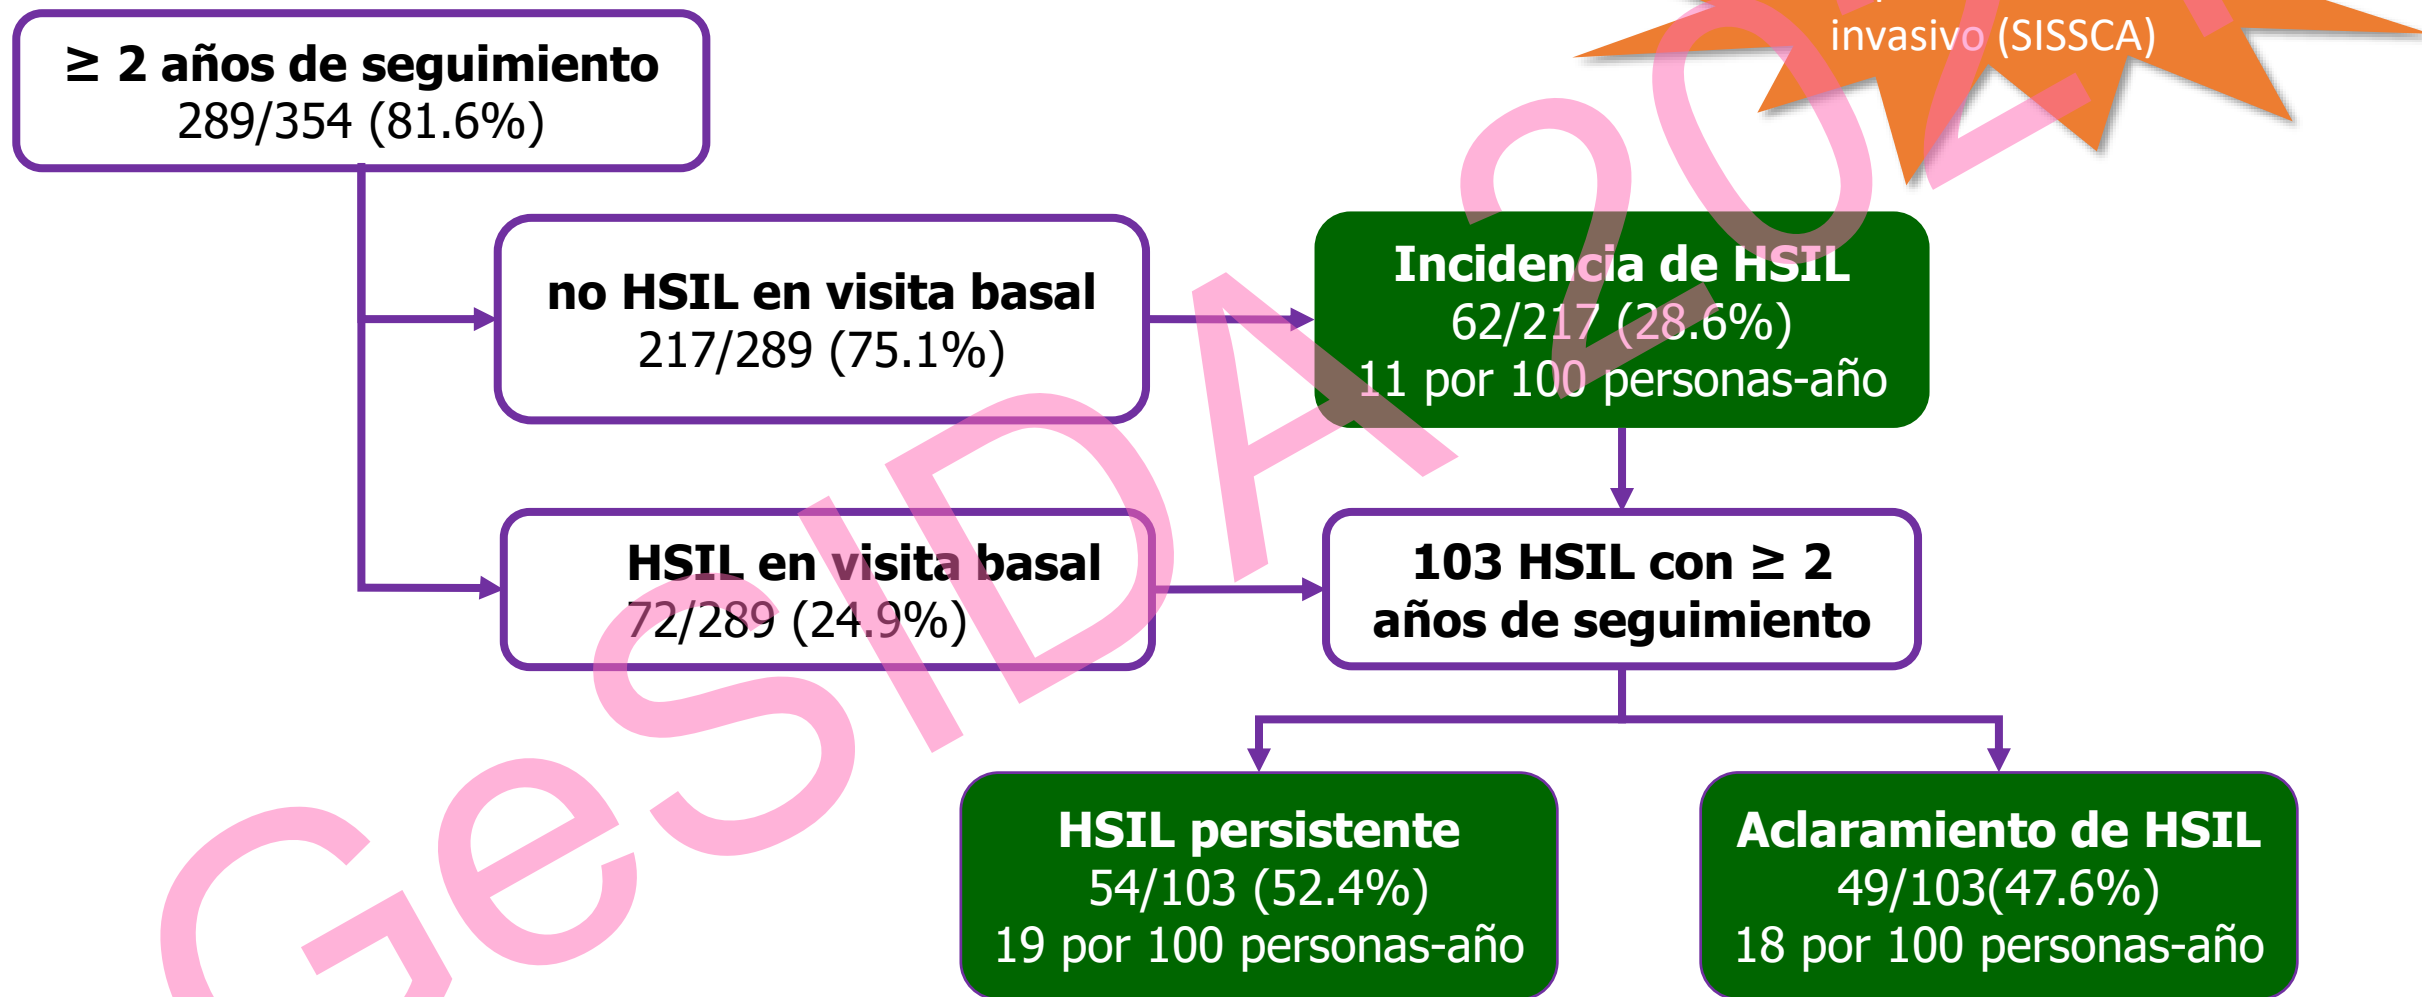 invasivo (SISSCA)
≥ 2 años de seguimiento
289/354 (81.6%)
no HSIL en visita basal
217/289 (75.1%)
Incidencia de HSIL
62/217 (28.6%)
11 por 100 personas-año
HSIL en visita basal
72/289 (24.9%)
103 HSIL con ≥ 2
años de seguimiento
HSIL persistente
54/103 (52.4%)
19 por 100 personas-año
Aclaramiento de HSIL
49/103(47.6%)
18 por 100 personas-año
GeSIDA